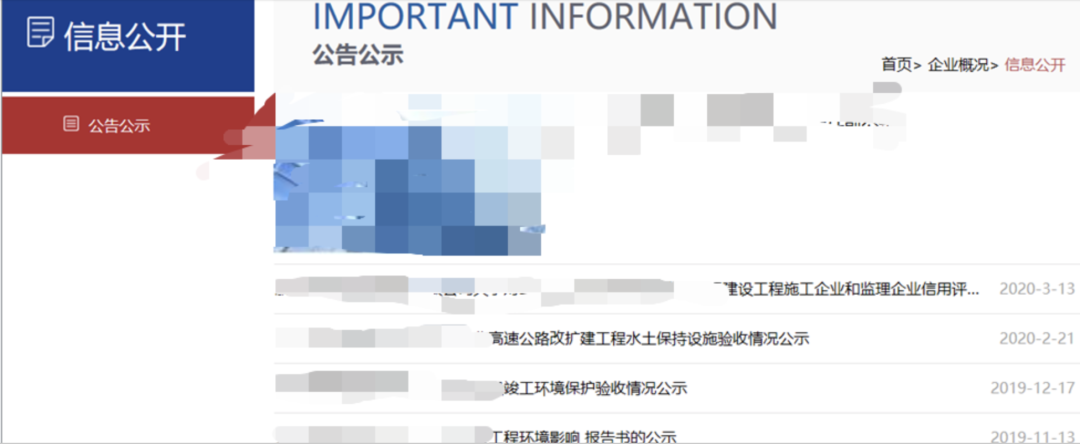 信息公开
公告公示
IMPORTANT INFORMATION
公告公示
首页> 企业概况> 信息公开
建设工程施工企业和监理企业信用评... 2020-3-13
高速公路改扩建工程水土保持设施验收情况公示 2020-2-21
竣工环境保护验收情况公示 2019-12-17
工程环境影响 报告书的公示 2019-11-13